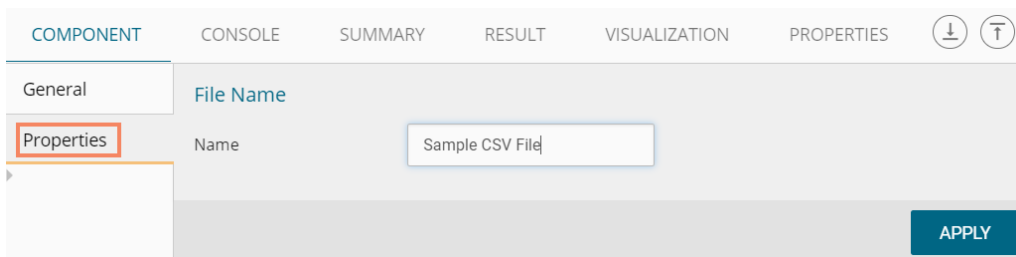 COMPONENT CONSOLE SUMMARY RESULT VISUALIZATION PROPERTIES
General
File Name
Properties
Name Sample CSV File
APPLY